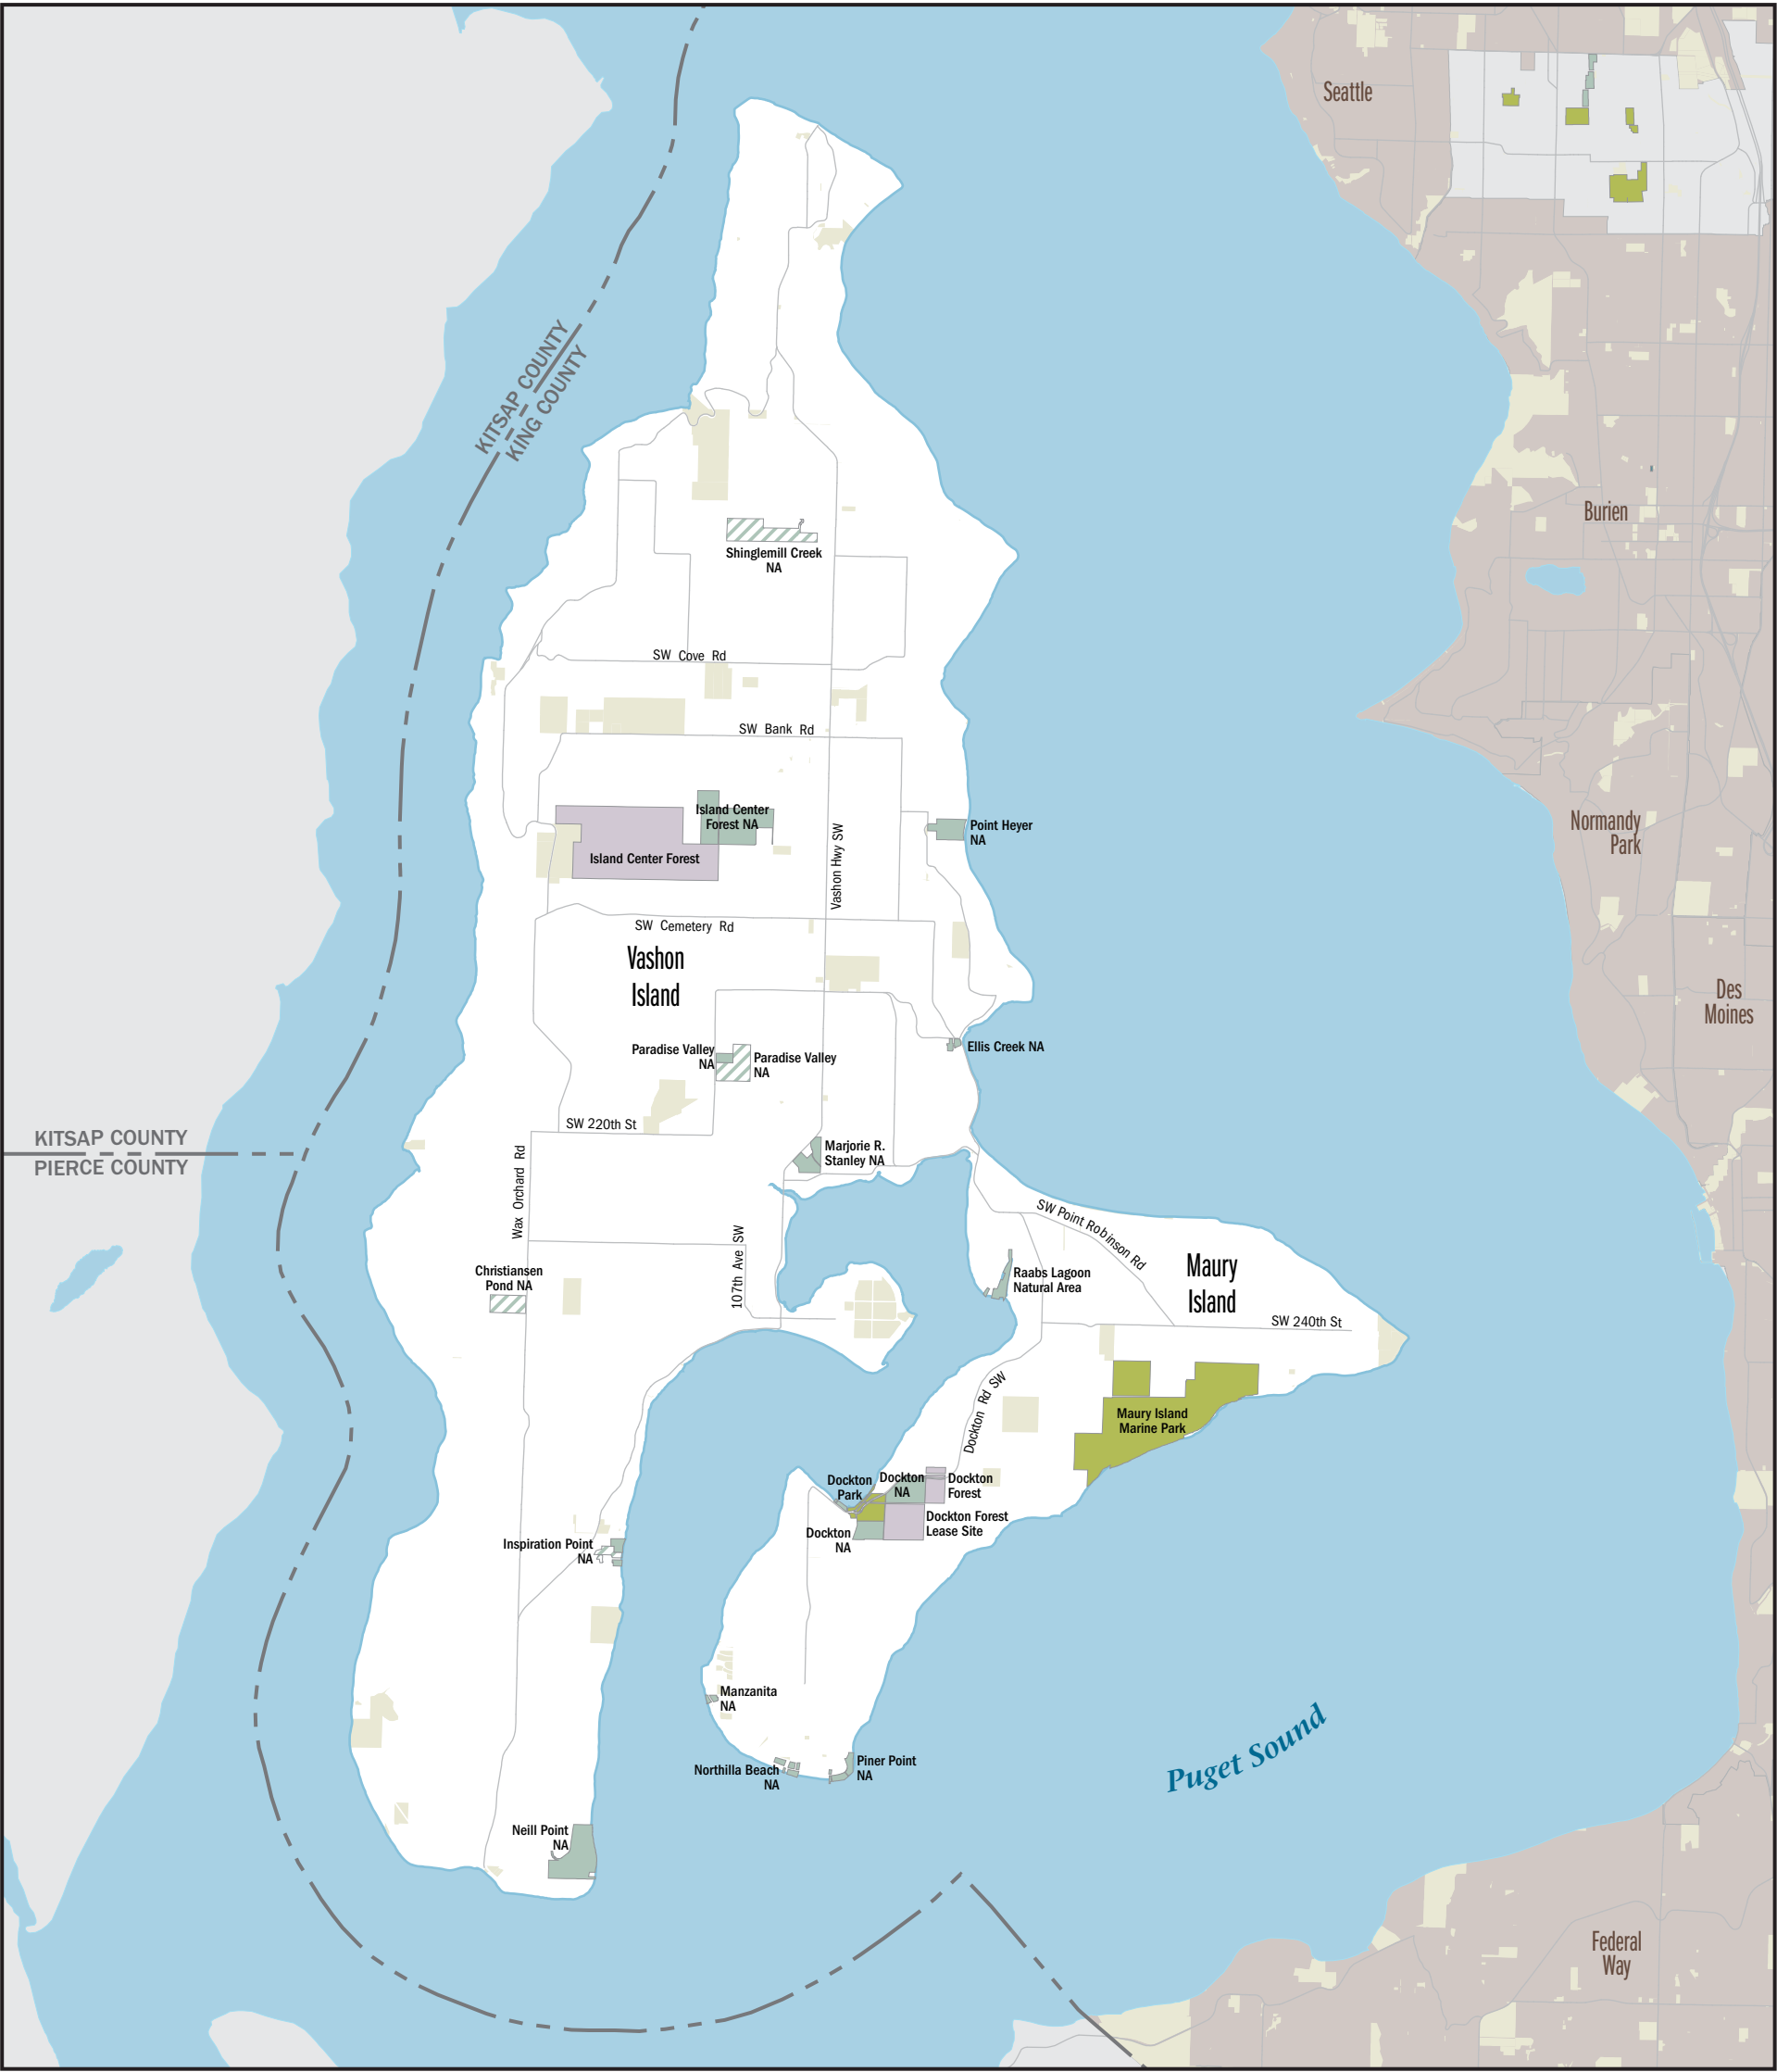 Seattle
KITSAP COUNTY
KING COUNTY
Burien
Shinglemill Creek
NA
SW Cove Rd
SW Bank Rd
Island Center
Forest NA
Island Center Forest
Vashon Hwy SW
Point Heyer
NA
Normandy
Park
SW Cemetery Rd
Vashon
Island
Des
Moines
Paradise Valley
NA
Paradise Valley
NA
Ellis Creek NA
SW 220th St
KITSAP COUNTY
PIERCE COUNTY
Marjorie R.
Stanley NA
Wax Orchard Rd
SW Point Robinson Rd
107th Ave SW
Christiansen
Pond NA
Raabs Lagoon
Natural Area
Maury
Island
SW 240th St
Dockton Rd SW
Maury Island
Marine Park
Dockton
Park
Dockton
NA
Dockton
Forest
Dockton Forest
Lease Site
Dockton
NA
Inspiration Point
NA
Manzanita
NA
Northilla Beach
NA
Piner Point
NA
Puget Sound
Neill Point
NA
Federal
Way